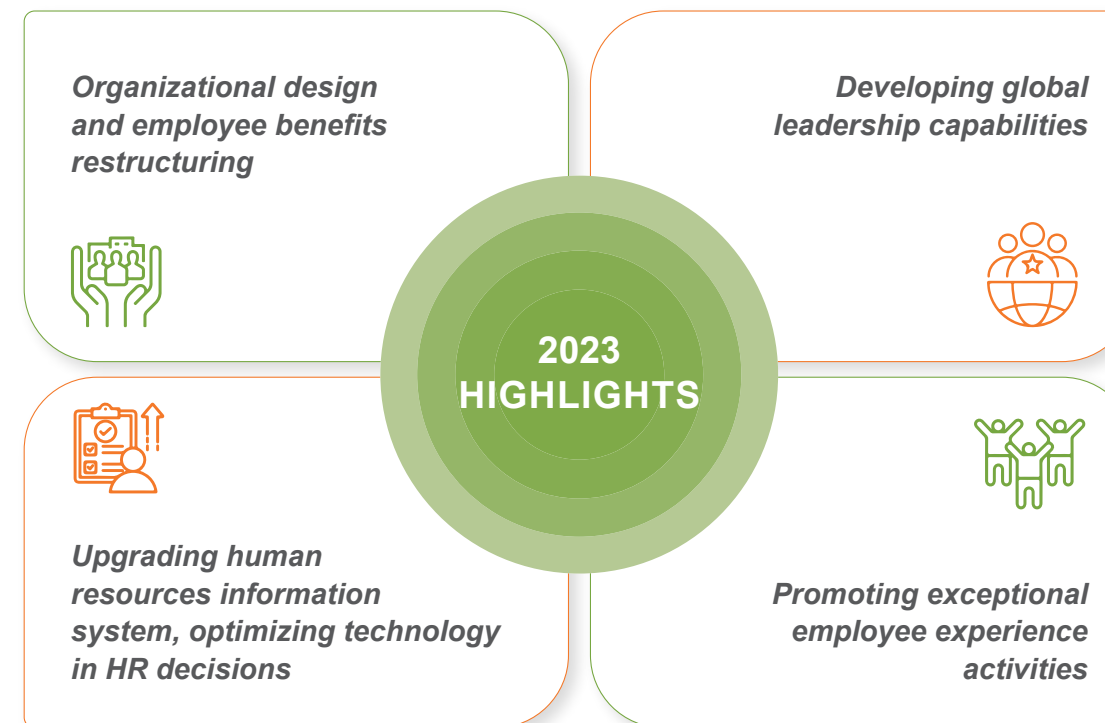 Organizational design
and employee benefits
restructuring
Developing global
leadership capabilities
2023
HIGHLIGHTS
Upgrading human
resources information
system, optimizing technology
in HR decisions
Promoting exceptional
employee experience
activities